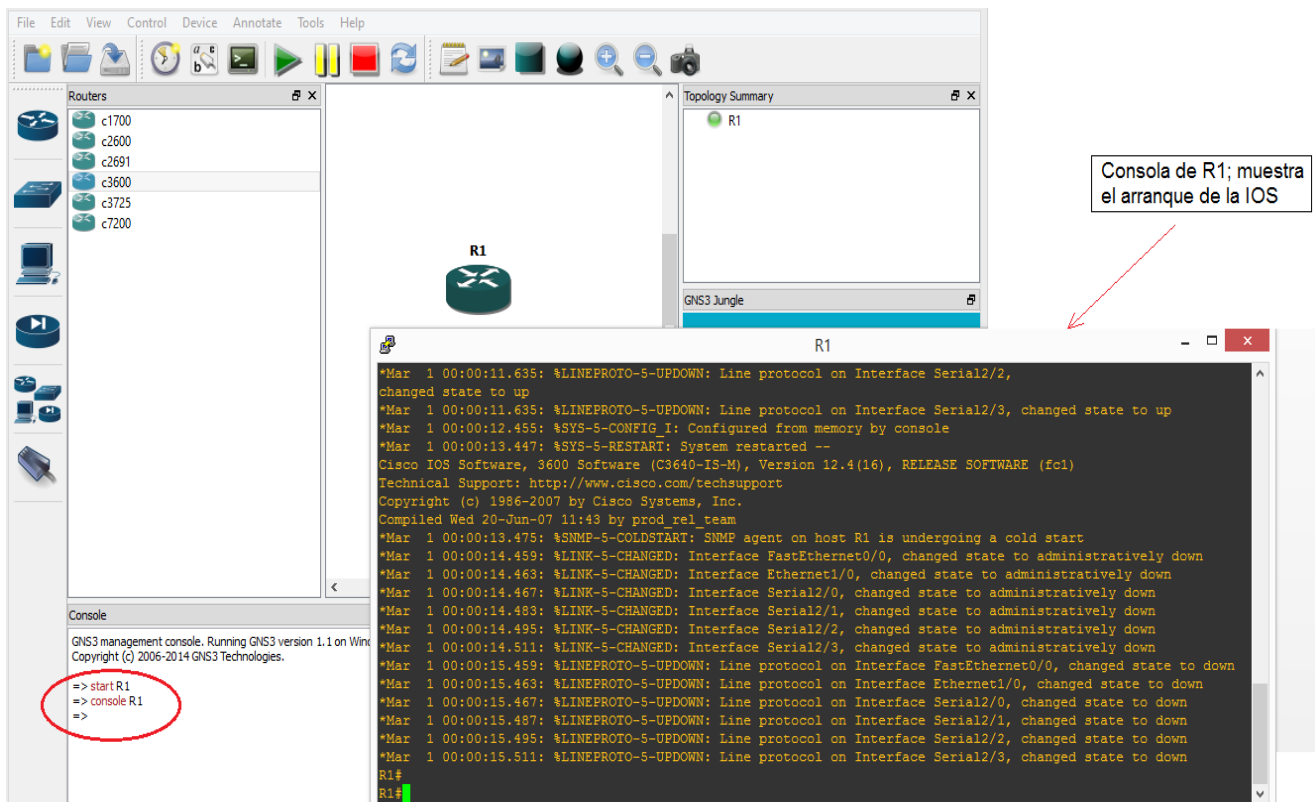 File Edit View Control Device Annotate Tools Help
Routers
c1700
c2600
c2691
c3600
c3725
c7200
R1
Topology Summary
R1
GNS3 Jungle
Consola de R1; muestra
el arranque de la IOS
Console
GNS3 management console. Running GNS3 version 1.1 on
Copyright (c) 2006-2014 GNS3 Technologies.
=> start R1
=> console R1
=>
R1
*Mar  1 00:00:11.635: %LINEPROTO-5-UPDOWN: Line protocol on Interface Serial2/2,
changed state to up
*Mar  1 00:00:11.635: %LINEPROTO-5-UPDOWN: Line protocol on Interface Serial2/3, changed state to up
*Mar  1 00:00:12.455: %SYS-5-CONFIG_I: Configured from memory by console
*Mar  1 00:00:13.447: %SYS-5-RESTART: System restarted --
Cisco IOS Software, 3600 Software (C3640-IS-M), Version 12.4(16), RELEASE SOFTWARE (fc1)
Technical Support: http://www.cisco.com/techsupport
Copyright (c) 1986-2007 by Cisco Systems, Inc.
Compiled Wed 20-Jun-07 11:43 by prod_rel_team
*Mar  1 00:00:13.475: %SNMP-5-COLDSTART: SNMP agent on host R1 is undergoing a cold start
*Mar  1 00:00:14.459: %LINK-5-CHANGED: Interface FastEthernet0/0, changed state to administratively down
*Mar  1 00:00:14.463: %LINK-5-CHANGED: Interface Ethernet1/0, changed state to administratively down
*Mar  1 00:00:14.467: %LINK-5-CHANGED: Interface Serial2/0, changed state to administratively down
*Mar  1 00:00:14.483: %LINK-5-CHANGED: Interface Serial2/1, changed state to administratively down
*Mar  1 00:00:14.495: %LINK-5-CHANGED: Interface Serial2/2, changed state to administratively down
*Mar  1 00:00:14.511: %LINK-5-CHANGED: Interface Serial2/3, changed state to administratively down
*Mar  1 00:00:15.459: %LINEPROTO-5-UPDOWN: Line protocol on Interface FastEthernet0/0, changed state to down
*Mar  1 00:00:15.463: %LINEPROTO-5-UPDOWN: Line protocol on Interface Ethernet1/0, changed state to down
*Mar  1 00:00:15.467: %LINEPROTO-5-UPDOWN: Line protocol on Interface Serial2/0, changed state to down
*Mar  1 00:00:15.487: %LINEPROTO-5-UPDOWN: Line protocol on Interface Serial2/1, changed state to down
*Mar  1 00:00:15.495: %LINEPROTO-5-UPDOWN: Line protocol on Interface Serial2/2, changed state to down
*Mar  1 00:00:15.511: %LINEPROTO-5-UPDOWN: Line protocol on Interface Serial2/3, changed state to down
R1#
R1#